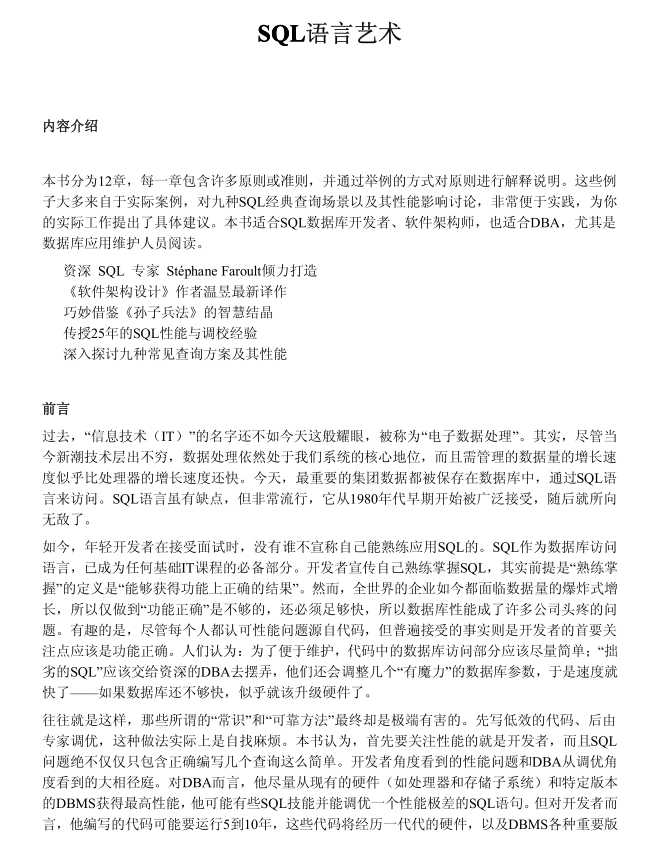 SQL语言艺术
内容介绍
本书分为12章，每一章包含许多原则或准则，并通过举例的方式对原则进行解释说明。这些例
子大多来自于实际案例，对九种SQL经典查询场景以及其性能影响讨论，非常便于实践，为你
的实际工作提出了具体建议。本书适合SQL数据库开发者、软件架构师，也适合DBA，尤其是
数据库应用维护人员阅读。
资深 SQL 专家 Stéphane Faroult倾力打造
《软件架构设计》作者温昱最新译作
巧妙借鉴《孙子兵法》的智慧结晶
传授25年的SQL性能与调校经验
深入探讨九种常见查询方案及其性能
前言
过去，“信息技术（IT）”的名字还不如今天这般耀眼，被称为“电子数据处理”。其实，尽管当
今新潮技术层出不穷，数据处理依然处于我们系统的核心地位，而且需管理的数据量的增长速
度似乎比处理器的增长速度还快。今天，最重要的集团数据都被保存在数据库中，通过SQL语
言来访问。SQL语言虽有缺点，但非常流行，它从1980年代早期开始被广泛接受，随后就所向
无敌了。
如今，年轻开发者在接受面试时，没有谁不宣称自己能熟练应用SQL的。SQL作为数据库访问
语言，已成为任何基础IT课程的必备部分。开发者宣传自己熟练掌握SQL，其实前提是“熟练掌
握”的定义是“能够获得功能上正确的结果”。然而，全世界的企业如今都面临数据量的爆炸式增
长，所以仅做到“功能正确”是不够的，还必须足够快，所以数据库性能成了许多公司头疼的问
题。有趣的是，尽管每个人都认可性能问题源自代码，但普遍接受的事实则是开发者的首要关
注点应该是功能正确。人们认为：为了便于维护，代码中的数据库访问部分应该尽量简单；“拙
劣的SQL”应该交给资深的DBA去摆弄，他们还会调整几个“有魔力”的数据库参数，于是速度就
快了——如果数据库还不够快，似乎就该升级硬件了。
往往就是这样，那些所谓的“常识”和“可靠方法”最终却是极端有害的。先写低效的代码、后由
专家调优，这种做法实际上是自找麻烦。本书认为，首先要关注性能的就是开发者，而且SQL
问题绝不仅仅只包含正确编写几个查询这么简单。开发者角度看到的性能问题和DBA从调优角
度看到的大相径庭。对DBA而言，他尽量从现有的硬件（如处理器和存储子系统）和特定版本
的DBMS获得最高性能，他可能有些SQL技能并能调优一个性能极差的SQL语句。但对开发者而
言，他编写的代码可能要运行5到10年，这些代码将经历一代代的硬件，以及DBMS各种重要版